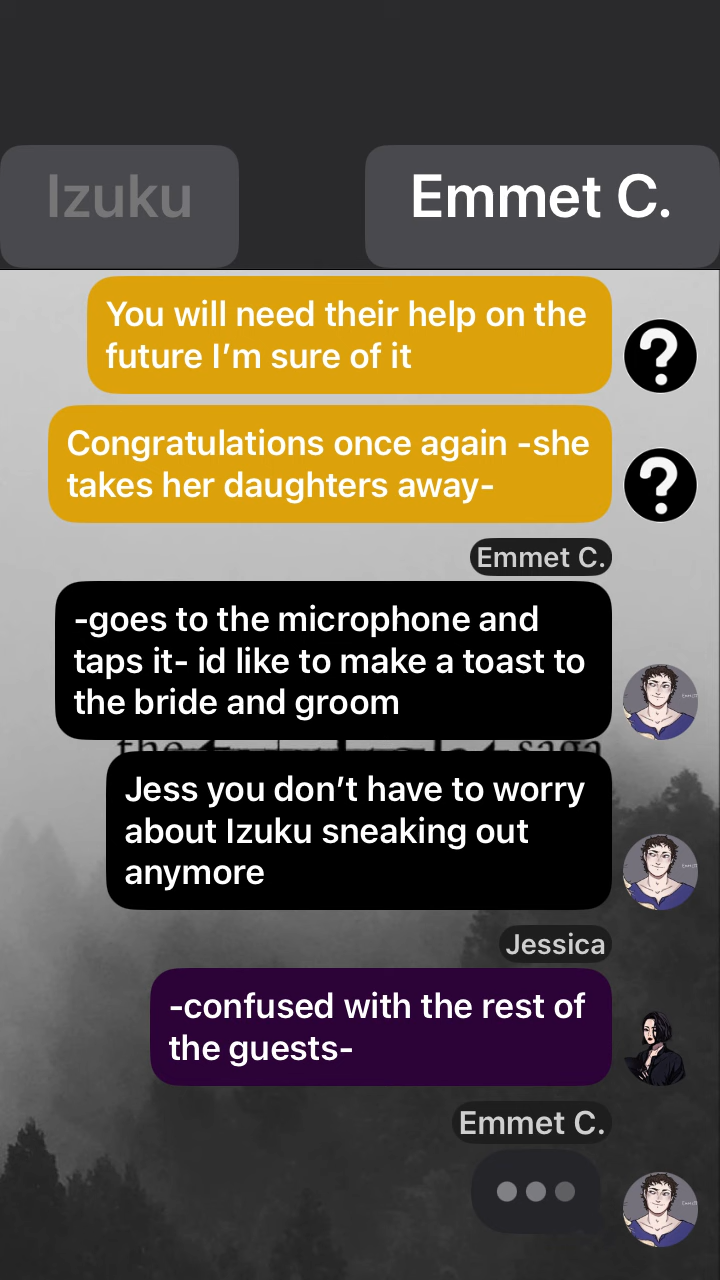 Izuku
Emmet C.
You will need their help on the
future I’m sure of it
?
Congratulations once again -she
takes her daughters away-
?
Emmet C.
-goes to the microphone and
taps it- id like to make a toast to
the bride and groom
the saga
Jess you don’t have to worry
about Izuku sneaking out
anymore
Jessica
-confused with the rest of
the guests-
Emmet C.